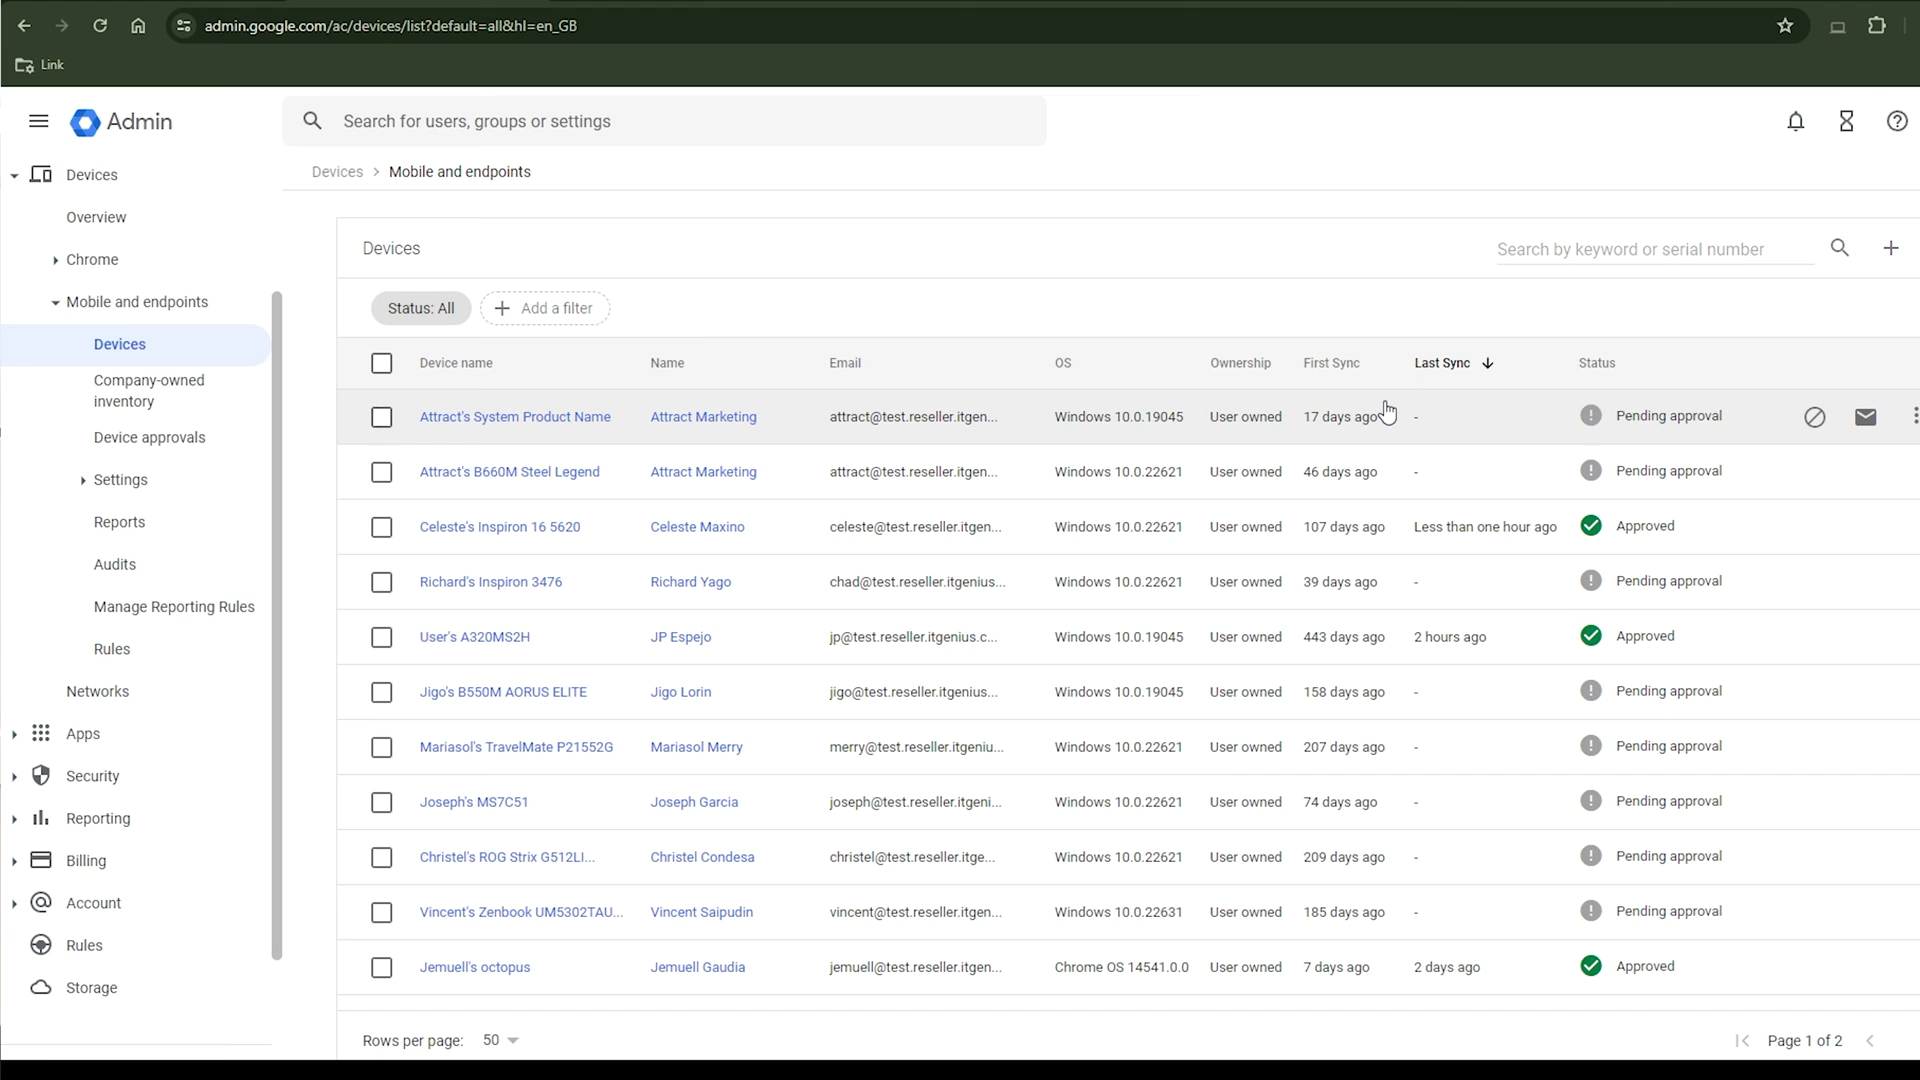 admin.google.com/ac/devices/list?default=all&hl=en_GB
Link
Admin
Search for users, groups or settings
Devices
Overview
Chrome
Mobile and endpoints
Devices
Company-owned
inventory
Device approvals
Settings
Reports
Audits
Manage Reporting Rules
Rules
Networks
Apps
Security
Reporting
Billing
Account
Rules
Storage
Devices > Mobile and endpoints
Devices
Search by keyword or serial number
Status: All
Add a filter
Device name Name Email OS Ownership First Sync Last Sync Status
Attract's System Product Name Attract Marketing attract@test.reseller.itgen... Windows 10.0.19045 User owned 17 days ago - Pending approval
Attract's B660M Steel Legend Attract Marketing attract@test.reseller.itgen... Windows 10.0.22621 User owned 46 days ago - Pending approval
Celeste's Inspiron 16 5620 Celeste Maxino celeste@test.reseller.itgen... Windows 10.0.22621 User owned 107 days ago Less than one hour ago Approved
Richard's Inspiron 3476 Richard Yago chad@test.reseller.itgenius... Windows 10.0.22621 User owned 39 days ago - Pending approval
User's A320MS2H JP Espejo jp@test.reseller.itgenius.c... Windows 10.0.19045 User owned 443 days ago 2 hours ago Approved
Jigo's B550M AORUS ELITE Jigo Lorin jigo@test.reseller.itgenius... Windows 10.0.19045 User owned 158 days ago - Pending approval
Mariasol's TravelMate P21552G Mariasol Merry merry@test.reseller.itgeniu... Windows 10.0.22621 User owned 207 days ago - Pending approval
Joseph's MS7C51 Joseph Garcia joseph@test.reseller.itgeni... Windows 10.0.22621 User owned 74 days ago - Pending approval
Christel's ROG Strix G512LI... Christel Condesa christel@test.reseller.itge... Windows 10.0.22621 User owned 209 days ago - Pending approval
Vincent's Zenbook UM5302TAU... Vincent Saipudin vincent@test.reseller.itgen... Windows 10.0.22631 User owned 185 days ago - Pending approval
Jemuell's octopus Jemuell Gaudia jemuell@test.reseller.itgen... Chrome OS 14541.0.0 User owned 7 days ago 2 days ago Approved
Rows per page: 50
Page 1 of 2